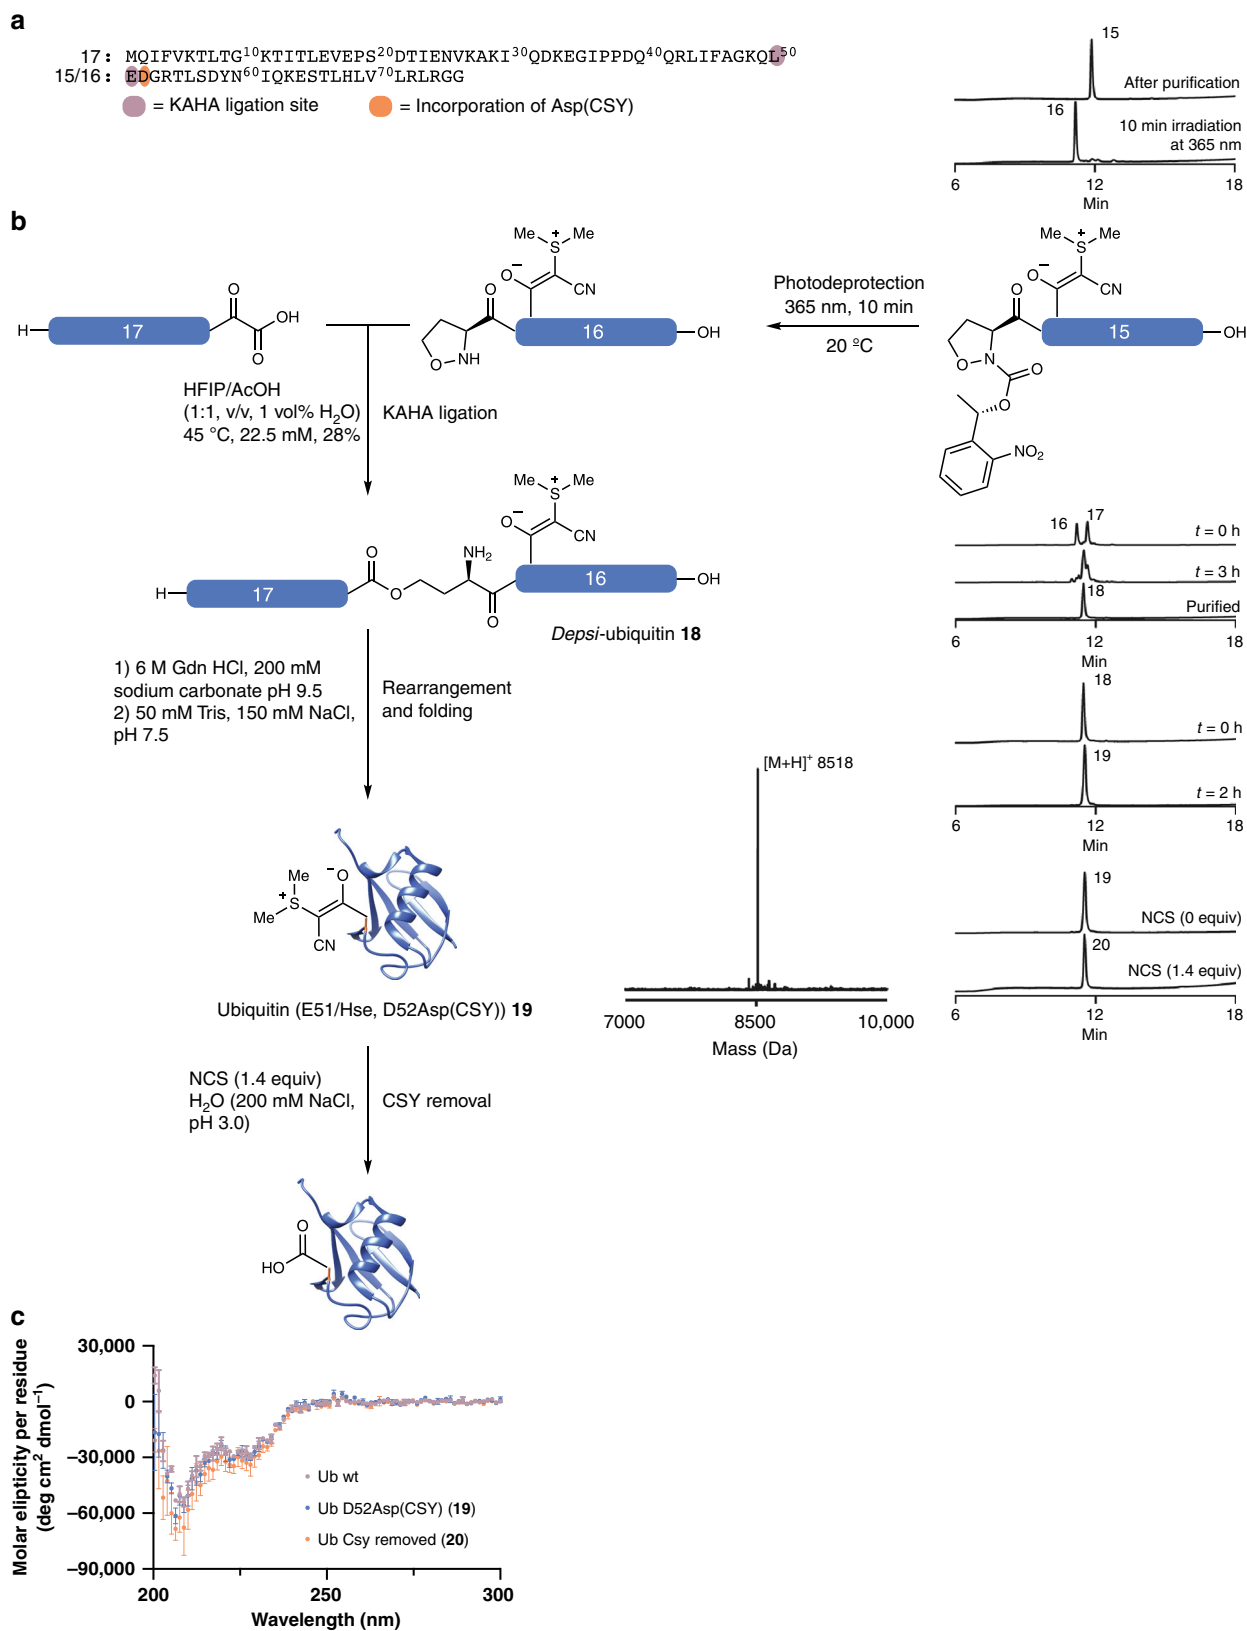 a
17: MQIFVKTLTG10KTITLEVEPS20DTIENVKAKI30QDKEGIPPDQ40QRLIFAGKQL50
15/16: EDGRTLSDYN60IQKESTLHLV70LRLRGG
= KAHA ligation site
= Incorporation of Asp(CSY)
15
After purification
16
10 min irradiation
at 365 nm
6 12 18
Min
b
H
17
O
OH
O
Me
+
S
Me
O−
CN
O
O
NH
16
OH
Photodeprotection
365 nm, 10 min
20 ºC
Me
+
S
Me
O−
CN
O
O
N
15
OH
O
O
NO2
HFIP/AcOH
(1:1, v/v, 1 vol% H2O)
45 °C, 22.5 mM, 28%
KAHA ligation
H
17
O
O
NH2
O
Me
+
S
Me
O−
CN
16
OH
Depsi-ubiquitin 18
16 17
t = 0 h
t = 3 h
18
Purified
6 12 18
Min
1) 6 M Gdn HCl, 200 mM
sodium carbonate pH 9.5
2) 50 mM Tris, 150 mM NaCl,
pH 7.5
Rearrangement
and folding
18
t = 0 h
19
t = 2 h
6 12 18
Min
[M+H]+ 8518
7000 8500 10,000
Mass (Da)
Me
+
S
Me
−O
CN
Ubiquitin (E51/Hse, D52Asp(CSY)) 19
19
NCS (0 equiv)
20
NCS (1.4 equiv)
6 12 18
Min
NCS (1.4 equiv)
H2O (200 mM NaCl,
pH 3.0)
CSY removal
O
HO
c
Molar elipticity per residue
(deg cm2 dmol−1)
30,000
0
−30,000
−60,000
−90,000
Ub wt
Ub D52Asp(CSY) (19)
Ub Csy removed (20)
200 250 300
Wavelength (nm)